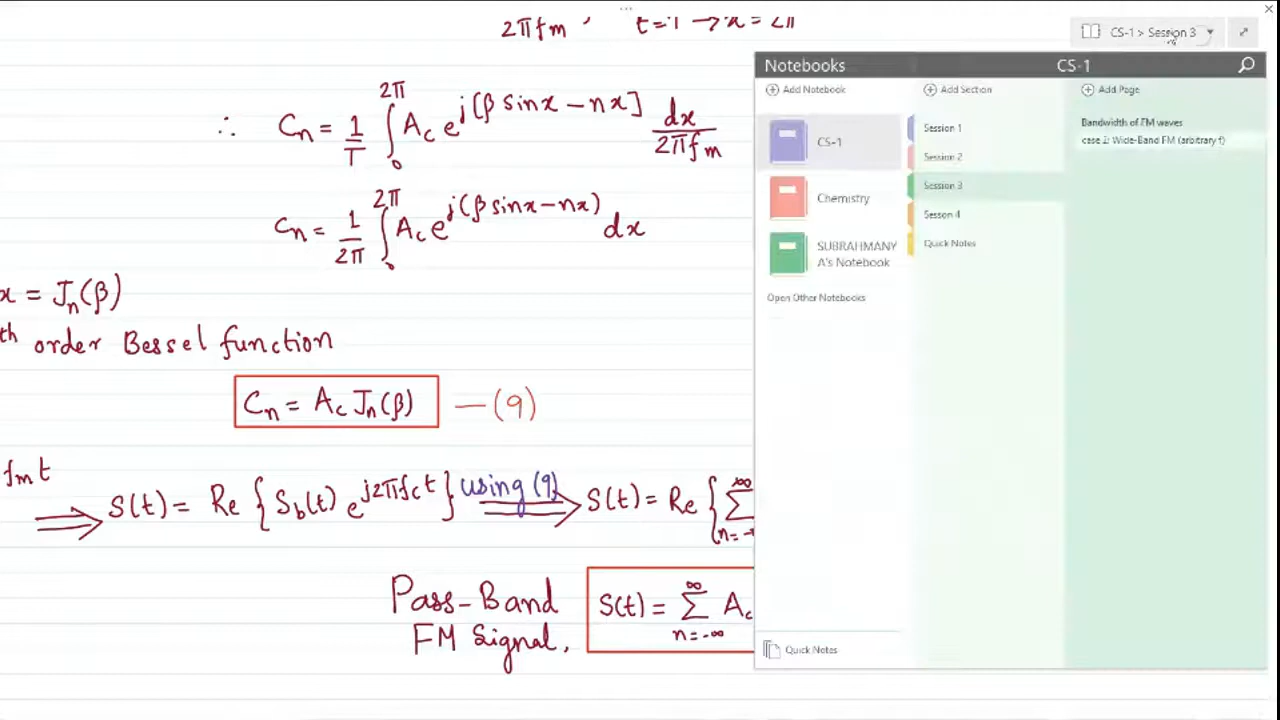 2πfm , t=T → x = 2π
∴ Cn = 1/T ∫₀^2π Ac e^j[β sinx − nx] dx/2πfm
Cn = 1/2π ∫₀^2π Ac e^j(β sinx − nx) dx
x = Jn(β)
th order Bessel function
Cn = Ac Jn(β) —(9)
fmt
⟹ S(t) = Re {Sb(t) e^j2πfct} using (9) ⟹ S(t) = Re { ∑ ∞ n=-
Pass-Band
FM Signal.
S(t) = ∑ ∞ n=-∞ Ac
CS-1 > Session 3
Notebooks
CS-1
Add Notebook
Add Section
Add Page
CS-1
Chemistry
SUBRAHMANY
A's Notebook
Open Other Notebooks
Session 1
Session 2
Session 3
Sesson 4
Quick Notes
Bandwidth of FM waves
case 2: Wide-Band FM (arbitrary f)
Quick Notes